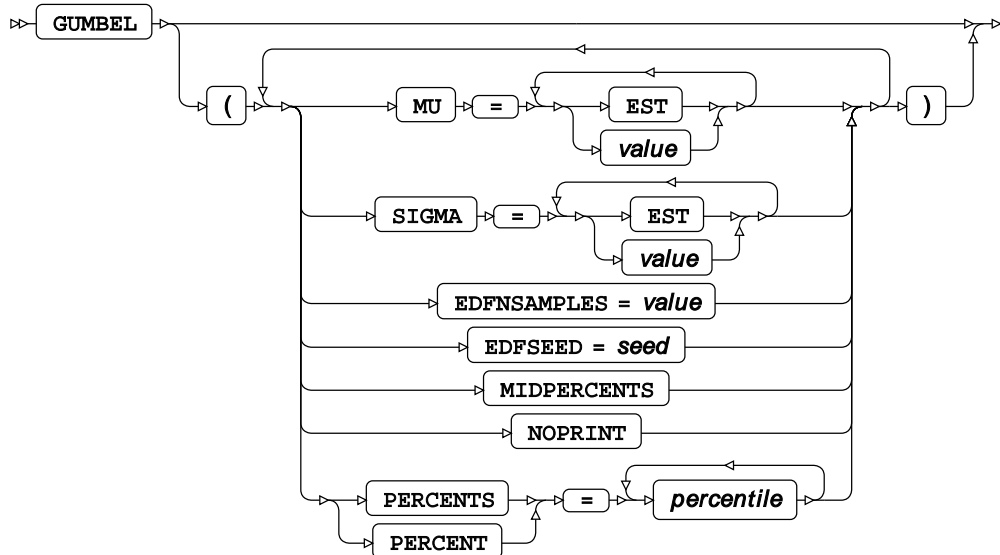 GUMBEL
( MU = EST )
value
SIGMA = EST
value
EDFNSAMPLES = value
EDFSEED = seed
MIDPERCENTS
NOPRINT
PERCENTS = percentile
PERCENT